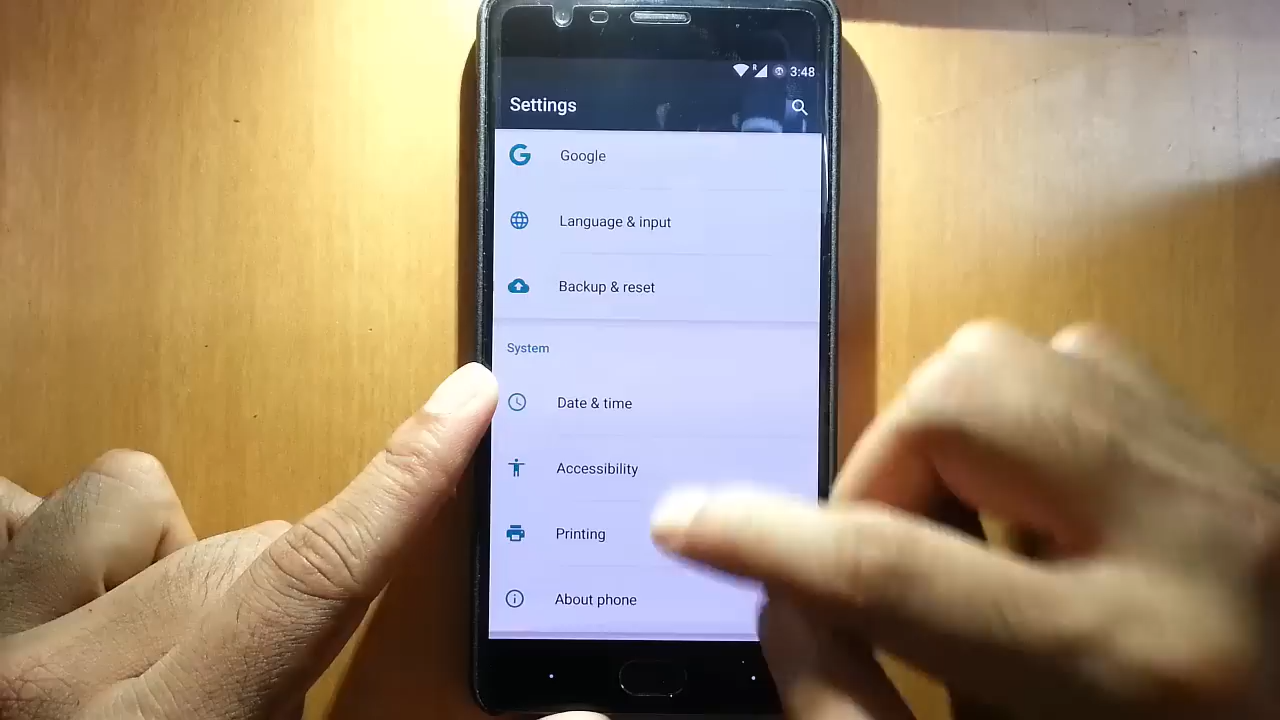 3:48
Settings
Google
Language & input
Backup & reset
System
Date & time
Accessibility
Printing
About phone